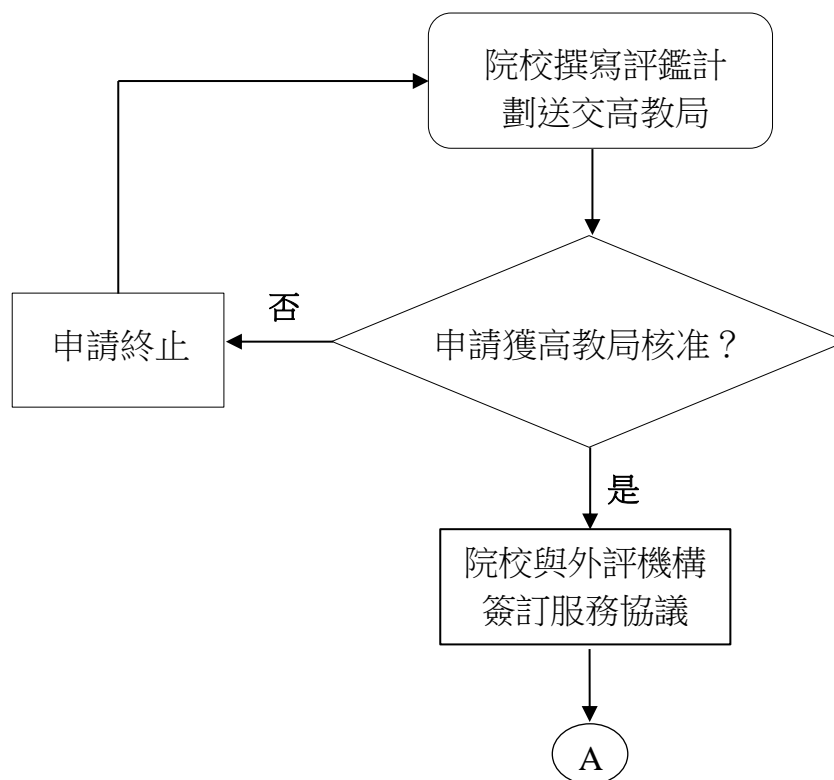 院校撰寫評鑑計
劃送交高教局
否
申請終止
申請獲高教局核准？
是
院校與外評機構
簽訂服務協議
A